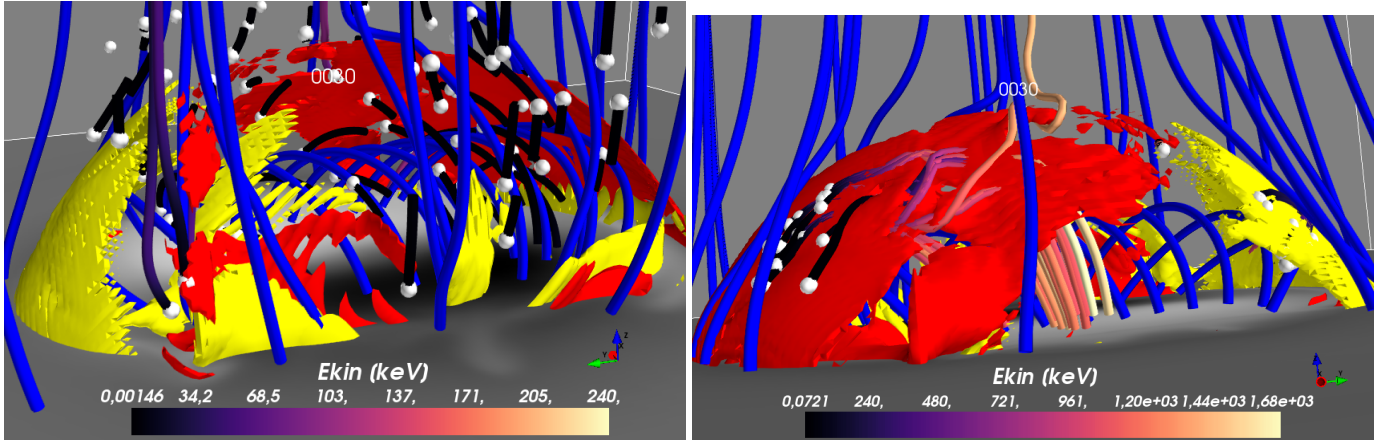 0030
Ekin (keV)
0,00146 34,2 68,5 103, 137, 171, 205 240,
0030
Ekin (keV)
0,0721 240, 480, 721, 961, 1,20e+03 1,44e+03 1,68e+03